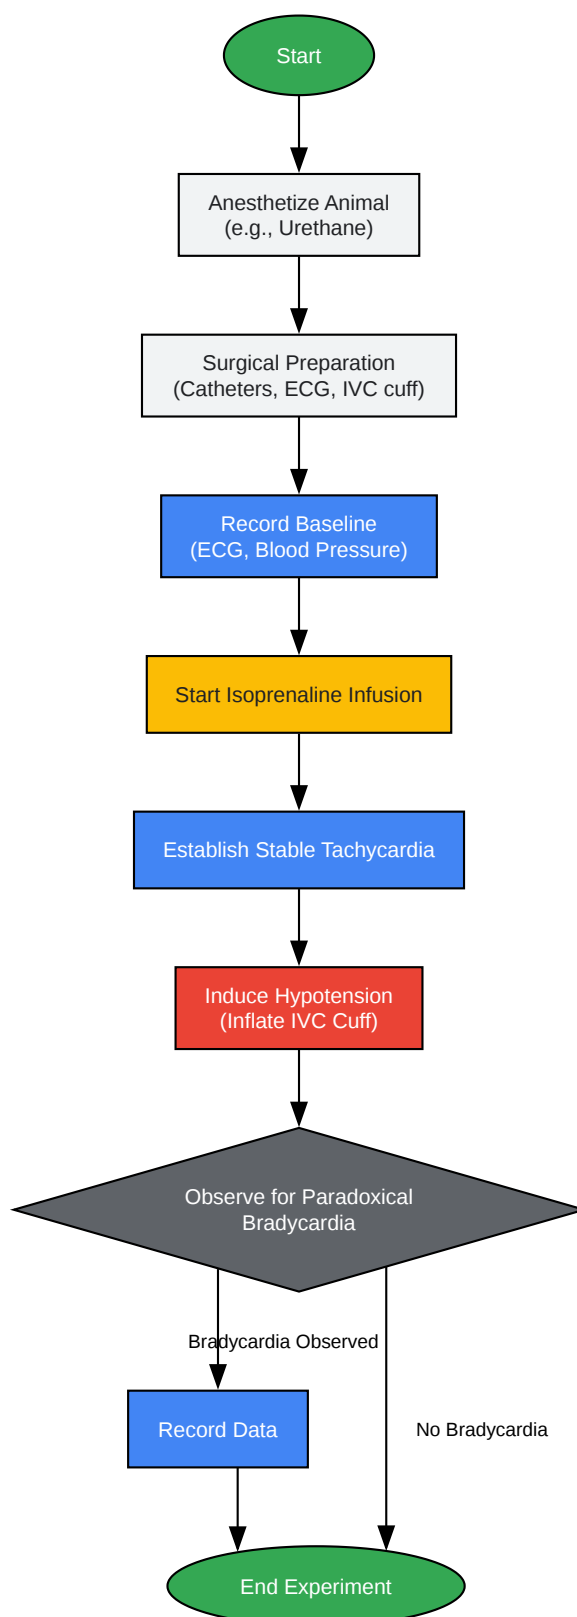 Start
Anesthetize Animal
(e.g., Urethane)
Surgical Preparation
(Catheters, ECG, IVC cuff)
Record Baseline
(ECG, Blood Pressure)
Start Isoprenaline Infusion
Establish Stable Tachycardia
Induce Hypotension
(Inflate IVC Cuff)
Observe for Paradoxical
Bradycardia
Bradycardia Observed
Record Data
No Bradycardia
End Experiment